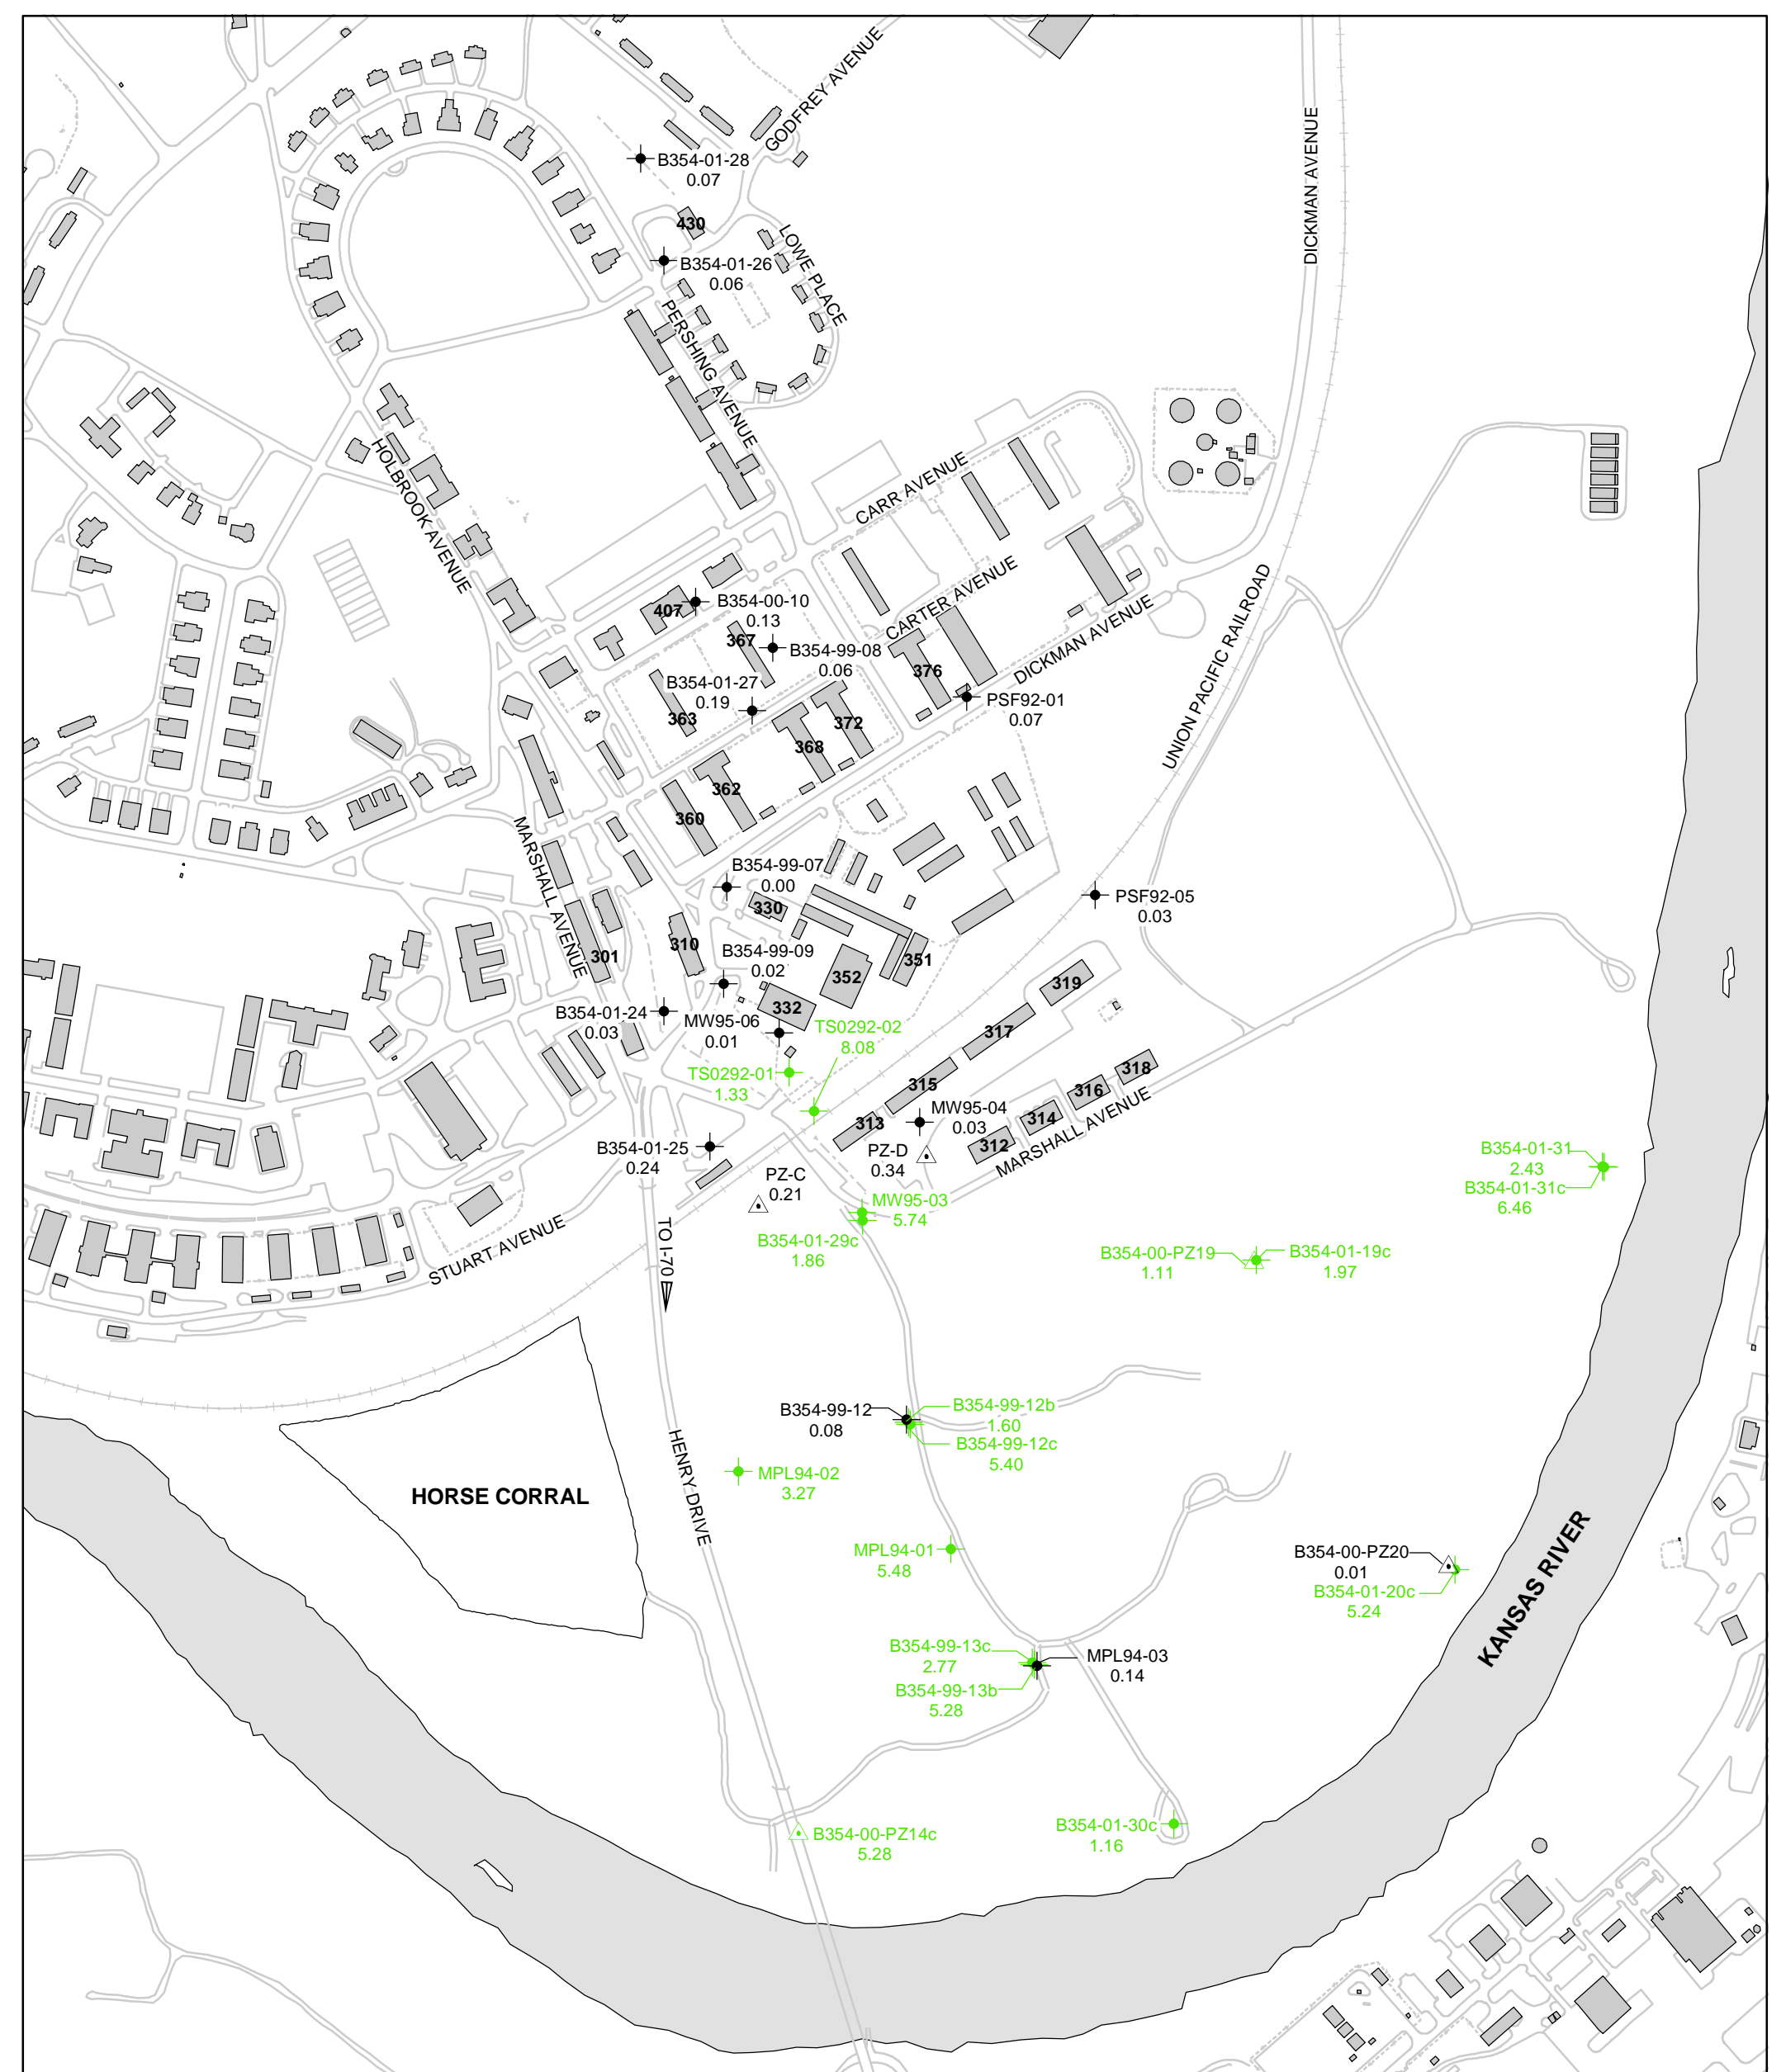 GODFREY AVENUE
DICKMAN AVENUE
B354-01-28
0.07
430
LOWE PLACE
B354-01-26
0.06
PERSHING AVENUE
HOLBROOK AVENUE
CARR AVENUE
CARTER AVENUE
DICKMAN AVENUE
UNION PACIFIC RAILROAD
407
B354-00-10
0.13
367
B354-99-08
0.06
376
B354-01-27
0.19
363
PSF92-01
0.07
372
368
362
360
MARSHALL AVENUE
B354-99-07
0.00
330
PSF92-05
0.03
310
301
B354-99-09
0.02
352
351
319
332
B354-01-24
0.03
MW95-06
0.01
TS0292-02
8.08
317
TS0292-01
1.33
315
318
316
MW95-04
0.03
314
313
312
MARSHALL AVENUE
B354-01-25
0.24
PZ-D
0.34
PZ-C
0.21
B354-01-31
2.43
B354-01-31c
6.46
MW95-03
5.74
B354-01-29c
1.86
TO I-70
STUART AVENUE
B354-00-PZ19
1.11
B354-01-19c
1.97
B354-99-12
0.08
B354-99-12b
1.60
B354-99-12c
5.40
HENRY DRIVE
MPL94-02
3.27
HORSE CORRAL
MPL94-01
5.48
B354-00-PZ20
0.01
B354-01-20c
5.24
KANSAS RIVER
B354-99-13c
2.77
MPL94-03
0.14
B354-99-13b
5.28
B354-00-PZ14c
5.28
B354-01-30c
1.16